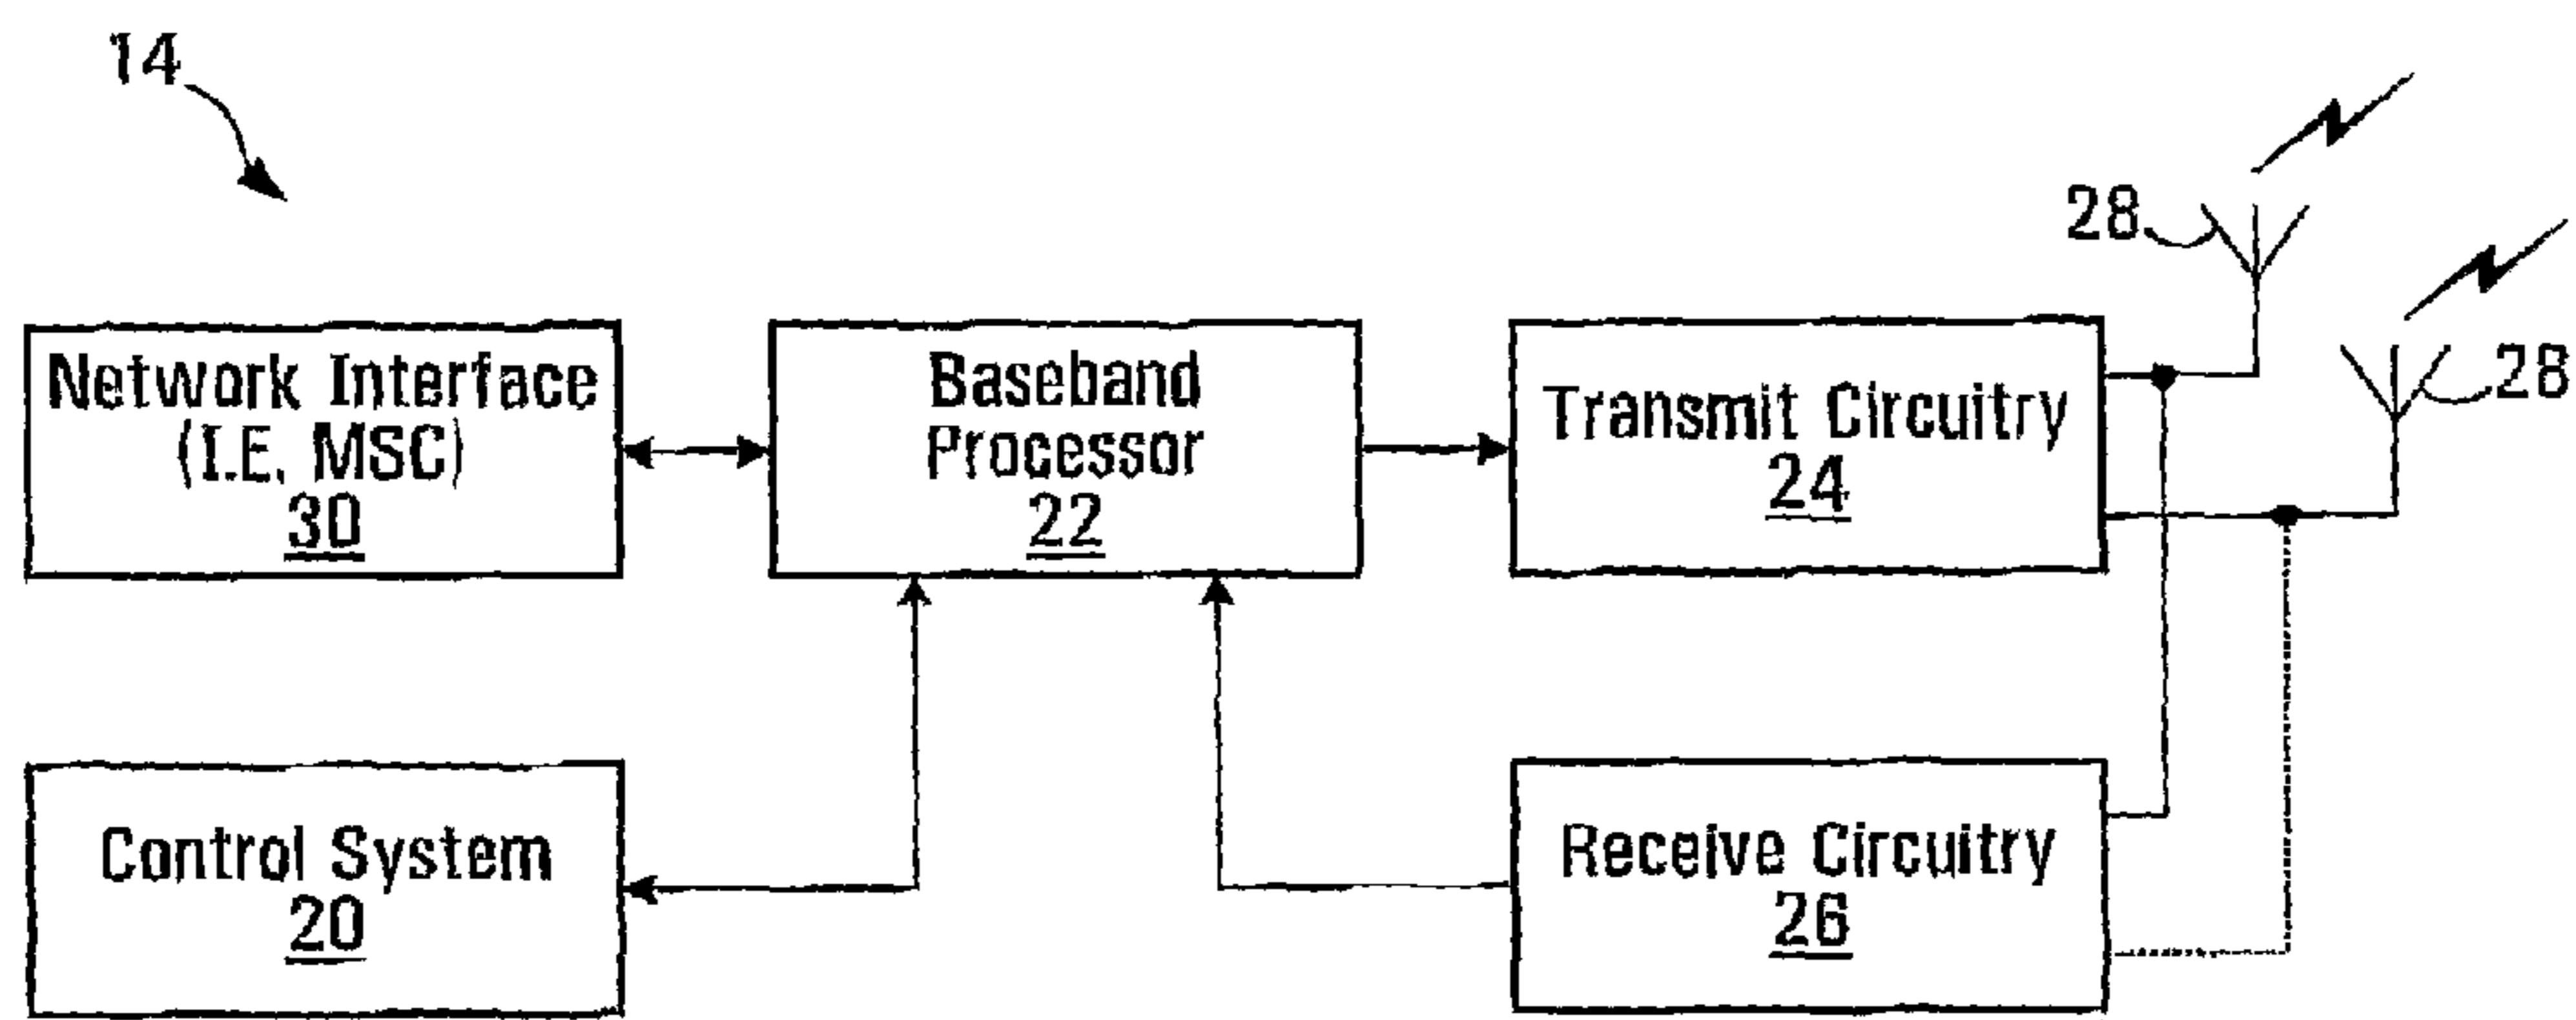 14
28
28
Network Interface
(I.E. MSC)
30
Baseband
Processor
22
Transmit Circuitry
24
Control System
20
Receive Circuitry
26